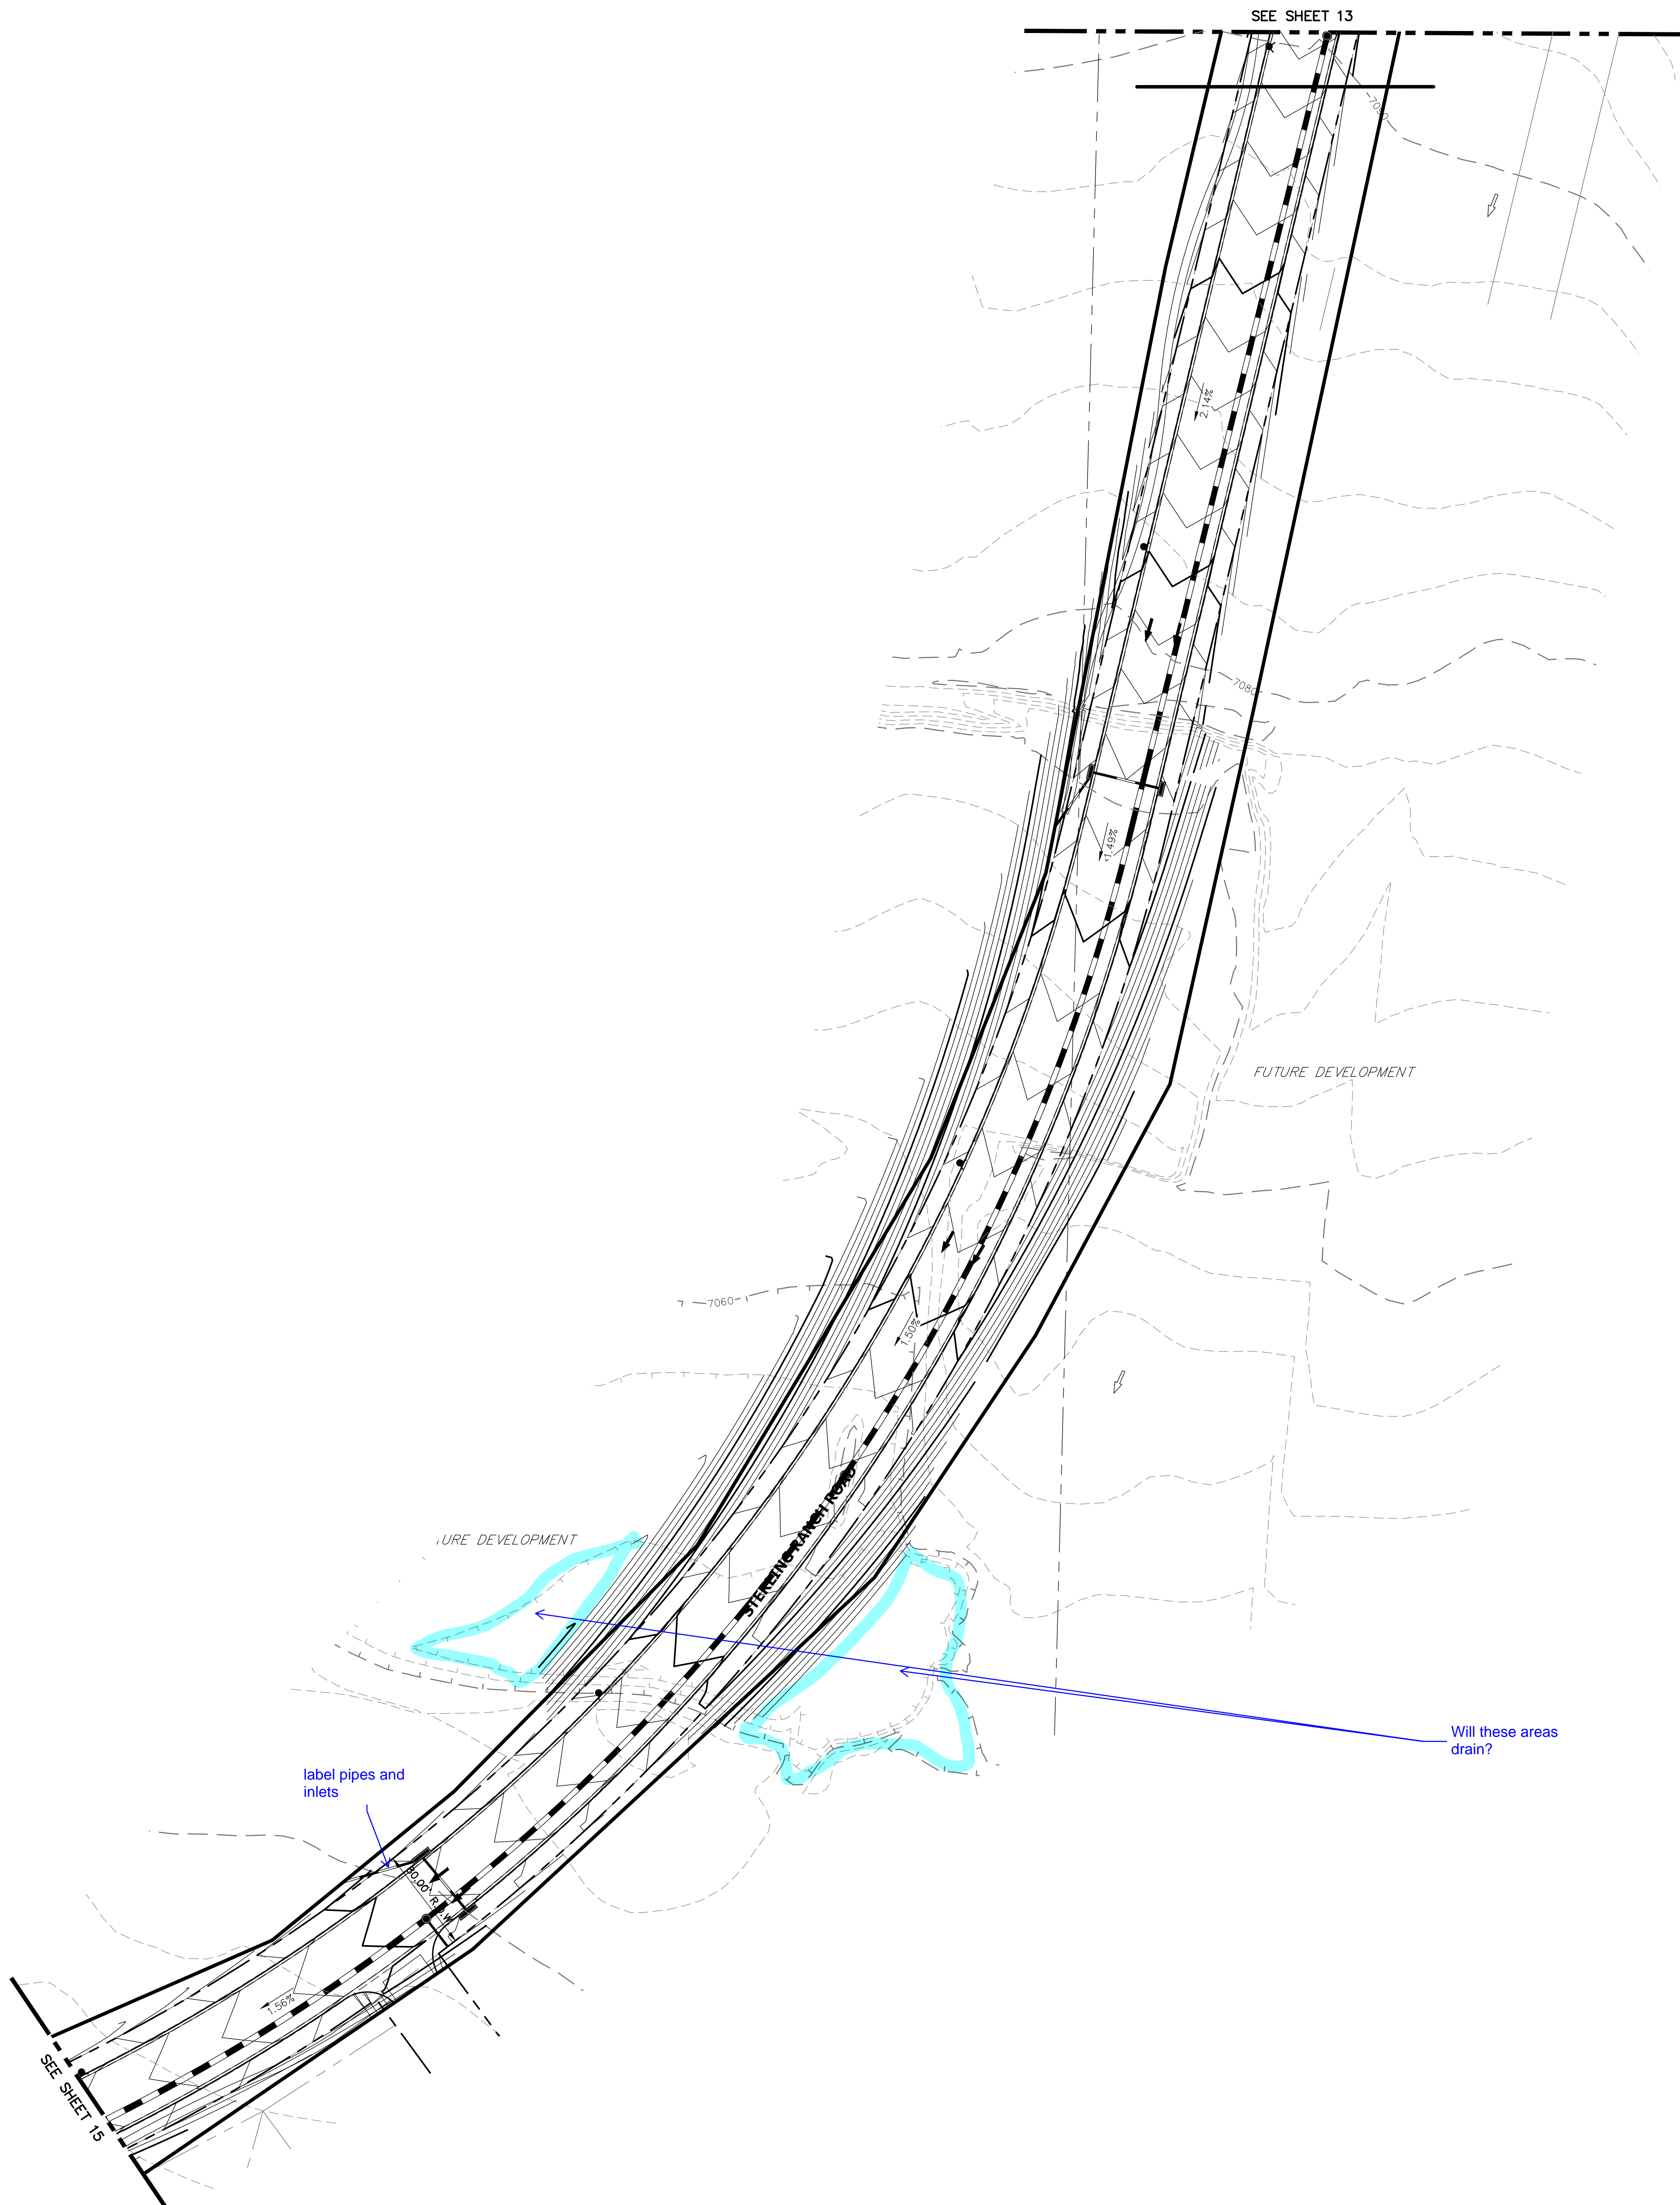 SEE SHEET 13
2.14%
7080
1.49%
FUTURE DEVELOPMENT
7060
1.50%
STERLING RANCH ROAD
URE DEVELOPMENT
Will these areas
drain?
label pipes and
inlets
1.56%
SEE SHEET 15